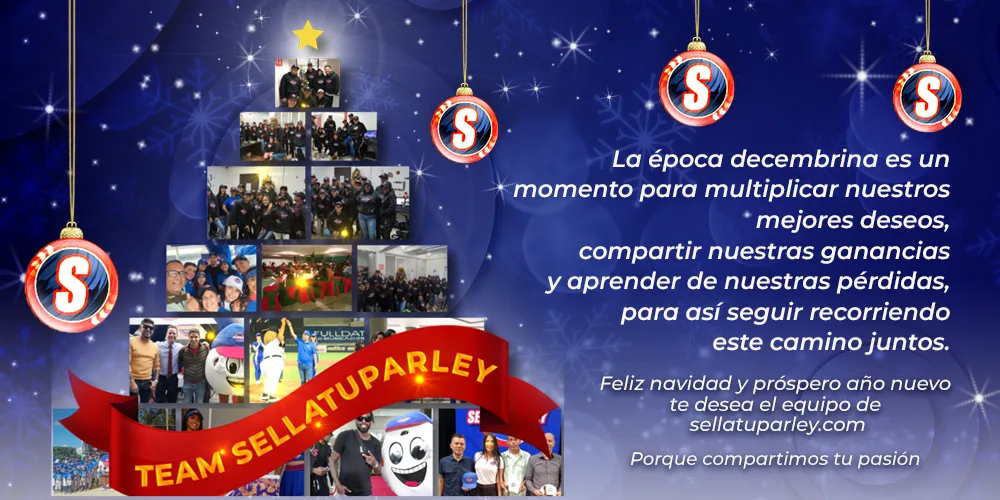 S
S
S
S
La época decembrina es un
momento para multiplicar nuestros
mejores deseos,
compartir nuestras ganancias
y aprender de nuestras pérdidas,
para así seguir recorriendo
este camino juntos.
Feliz navidad y próspero año nuevo
te desea el equipo de
sellatuparley.com
Porque compartimos tu pasión
FULLDAT
TEAM SELLATUPARLEY
SE